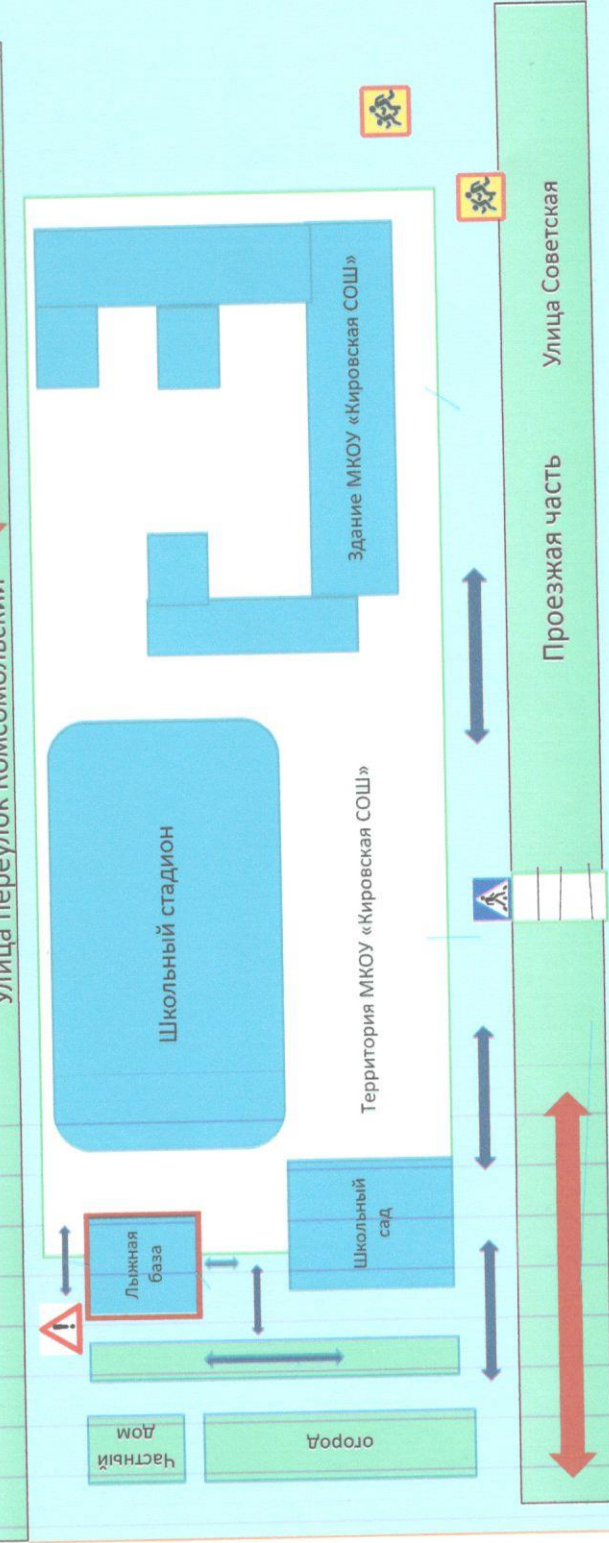 улица переулок Комсомольский
Здание МКОУ «Кировская СОШ»
Школьный стадион
Территория МКОУ «Кировская СОШ»
Лыжная
база
Школьный
сад
Частный
дом
огород
Проезжая часть
Улица Советская